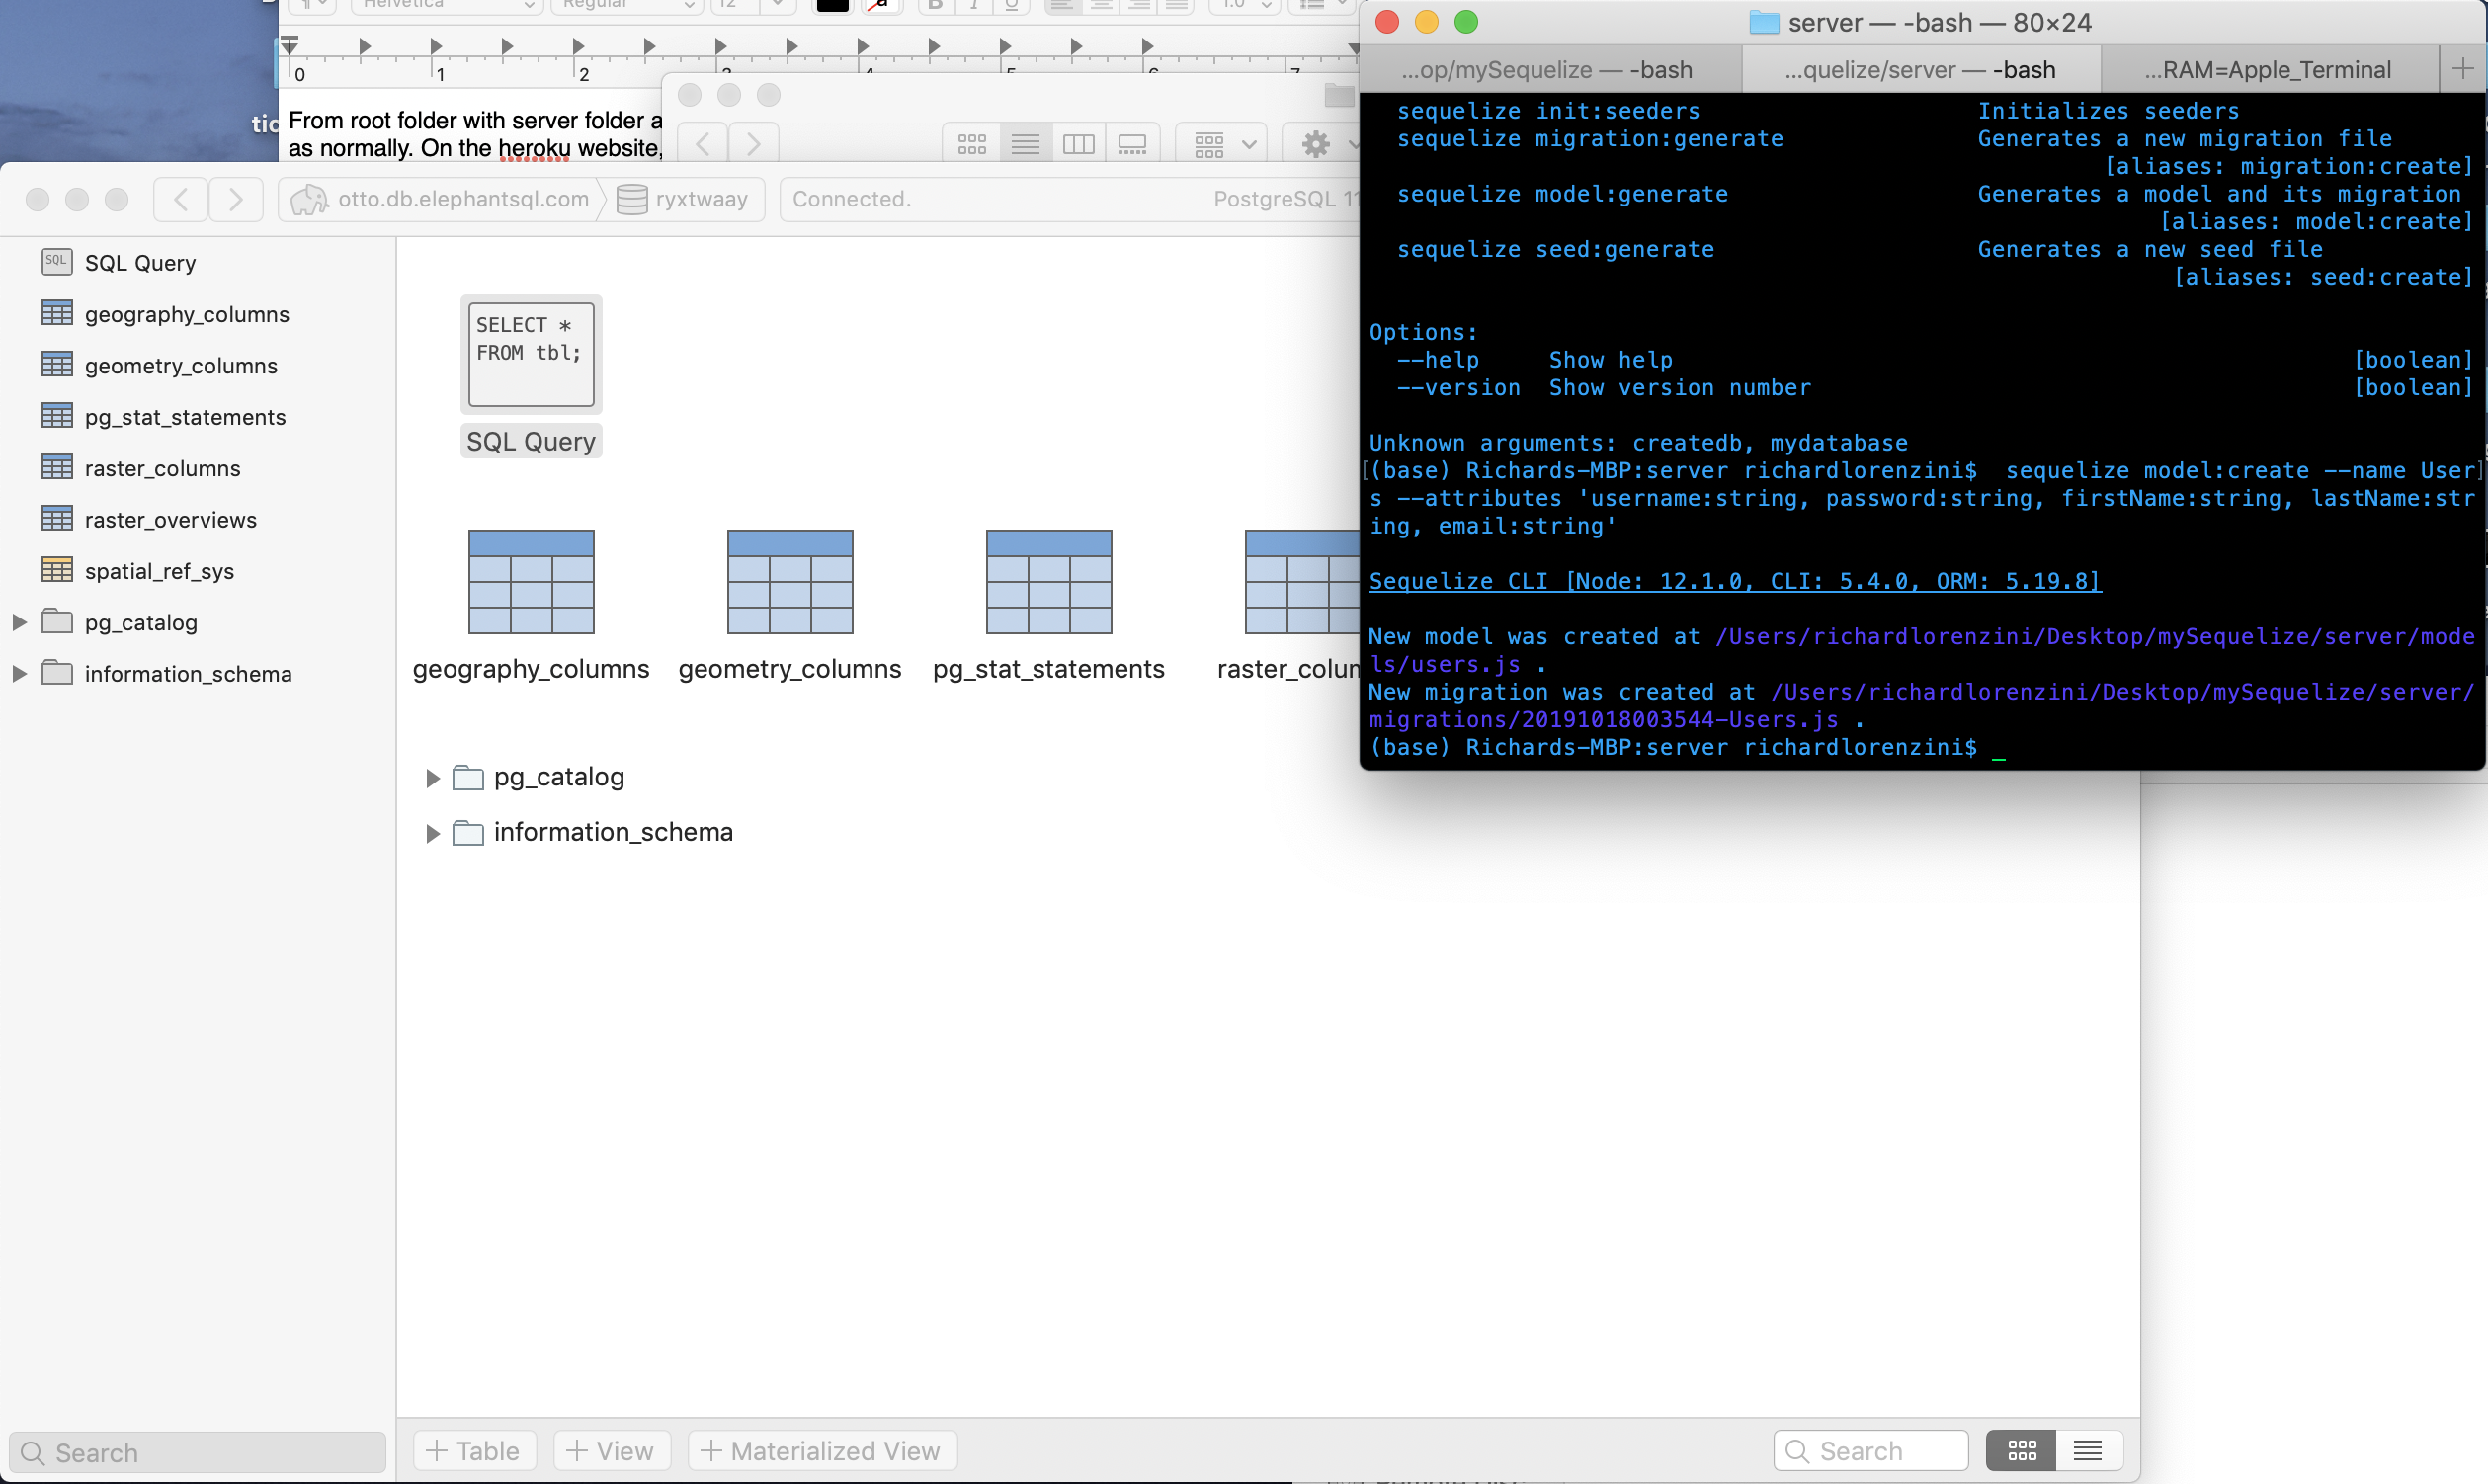 Helvetica
Regular
12
B I U
1.0
0 1 2 3 4 5 6 7
From root folder with server folder a
as normally. On the heroku website,
otto.db.elephantsql.com
ryxtwaay
Connected.
PostgreSQL 11
SQL SQL Query
geography_columns
geometry_columns
pg_stat_statements
raster_columns
raster_overviews
spatial_ref_sys
pg_catalog
information_schema
Search
SELECT *
FROM tbl;
SQL Query
geography_columns
geometry_columns
pg_stat_statements
raster_colum
pg_catalog
information_schema
+ Table
+ View
+ Materialized View
Search
server — -bash — 80×24
...op/mySequelize — -bash
...quelize/server — -bash
...RAM=Apple_Terminal
+
sequelize init:seeders Initializes seeders
sequelize migration:generate Generates a new migration file
[aliases: migration:create]
sequelize model:generate Generates a model and its migration
[aliases: model:create]
sequelize seed:generate Generates a new seed file
[aliases: seed:create]
Options:
--help Show help [boolean]
--version Show version number [boolean]
Unknown arguments: createdb, mydatabase
[(base) Richards-MBP:server richardlorenzini$ sequelize model:create --name User]
s --attributes 'username:string, password:string, firstName:string, lastName:str
ing, email:string'
Sequelize CLI [Node: 12.1.0, CLI: 5.4.0, ORM: 5.19.8]
New model was created at /Users/richardlorenzini/Desktop/mySequelize/server/mode
ls/users.js .
New migration was created at /Users/richardlorenzini/Desktop/mySequelize/server/
migrations/20191018003544-Users.js .
(base) Richards-MBP:server richardlorenzini$ _